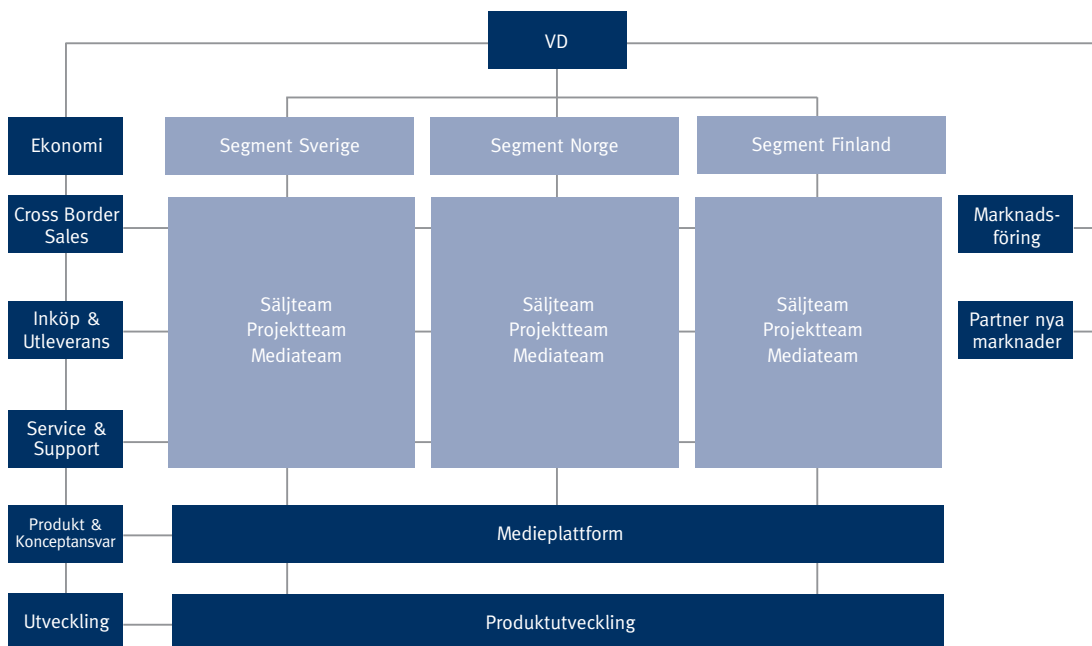 VD
Ekonomi
Segment Sverige
Segment Norge
Segment Finland
Cross Border
Sales
Marknads-
föring
Säljteam
Projektteam
Mediateam
Säljteam
Projektteam
Mediateam
Säljteam
Projektteam
Mediateam
Inköp &
Utleverans
Partner nya
marknader
Service &
Support
Produkt &
Konceptansvar
Medieplattform
Utveckling
Produktutveckling